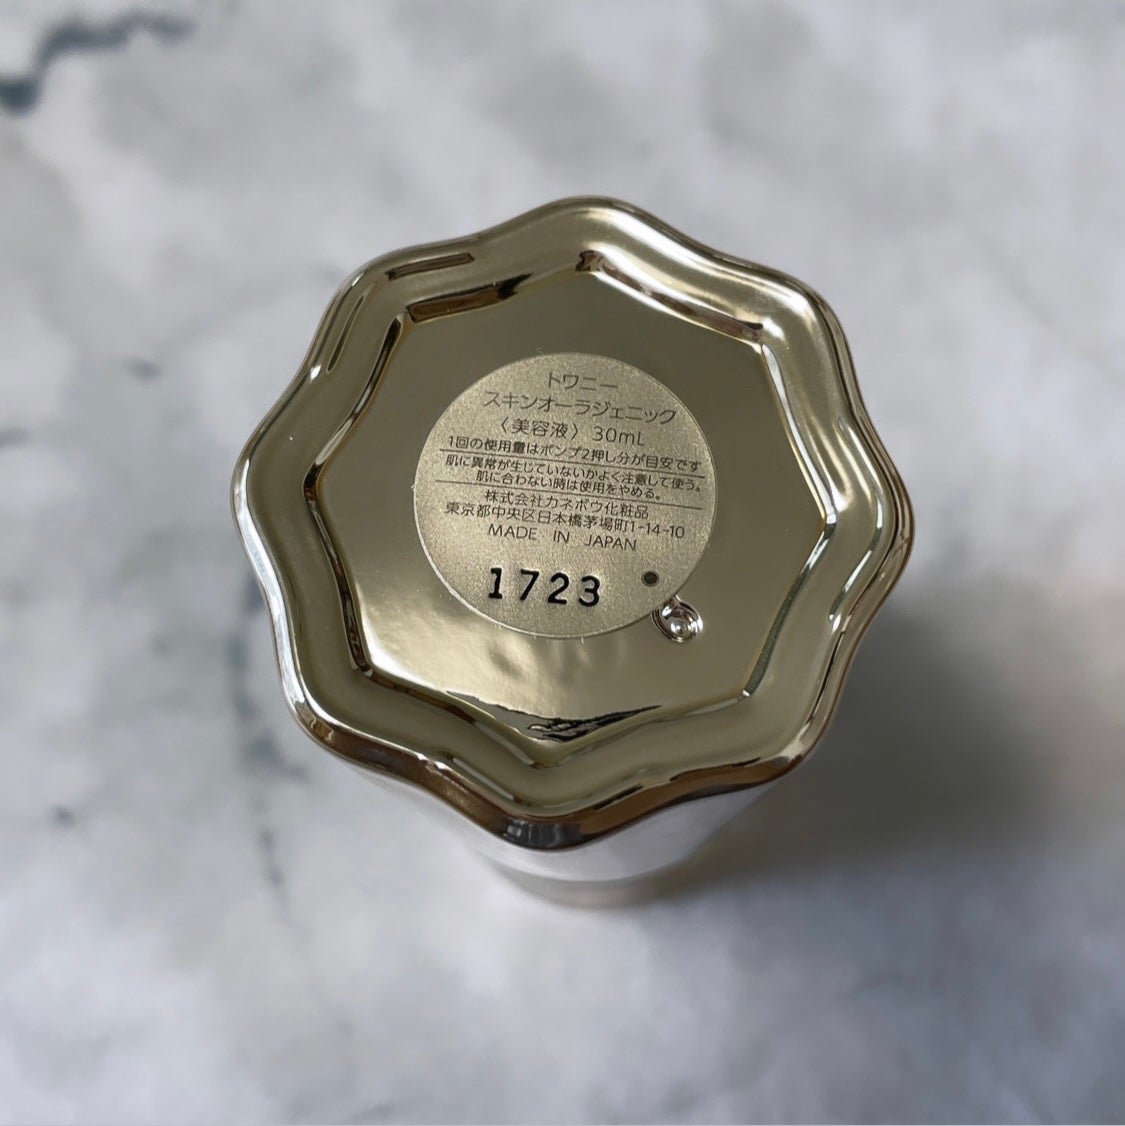 トワニー
スキンオーラジェニック
〈美容液〉 30mL
1回の使用量はポンプ2押し分が目安です
肌に異常が生じていないかよく注意して使う。
肌に合わない時は使用をやめる。
株式会社カネボウ化粧品
東京都中央区日本橋茅場町1-14-10
MADE IN JAPAN
1723